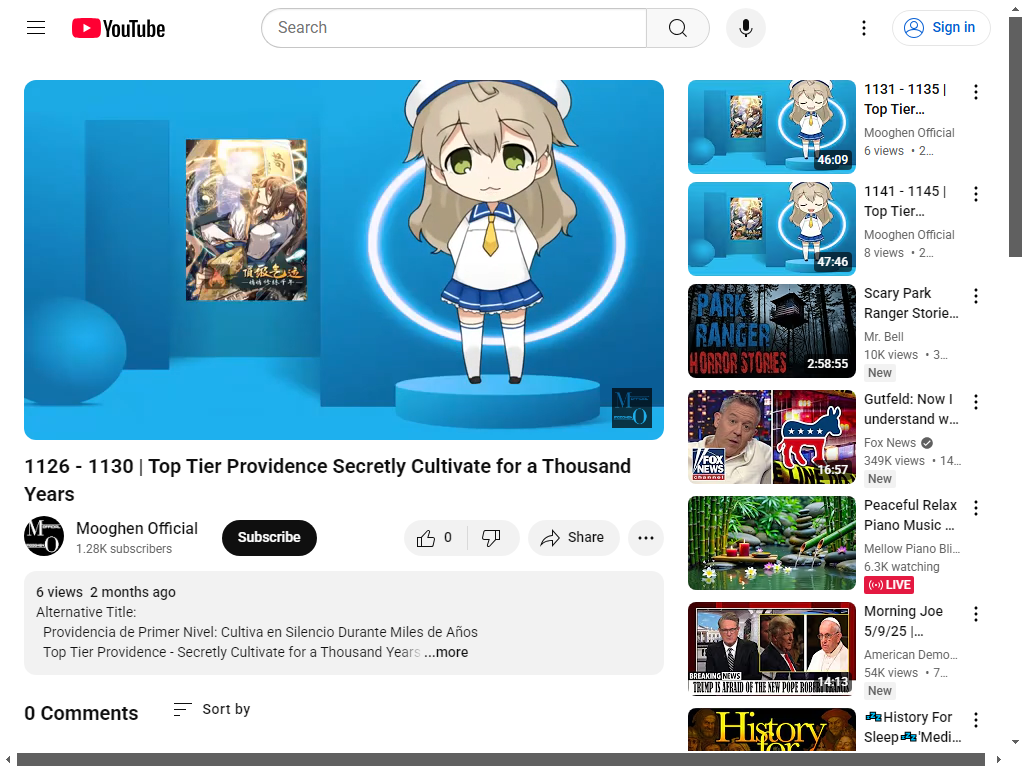 YouTube
Search
Sign in
頂级气运
1126 - 1130 | Top Tier Providence Secretly Cultivate for a Thousand
Years
Mooghen Official
1.28K subscribers
Subscribe
0
Share
6 views 2 months ago
Alternative Title:
Providencia de Primer Nivel: Cultiva en Silencio Durante Miles de Años
Top Tier Providence - Secretly Cultivate for a Thousand Years ...more
0 Comments
Sort by
46:09
1131 - 1135 |
Top Tier…
Mooghen Official
6 views • 2…
47:46
1141 - 1145 |
Top Tier…
Mooghen Official
8 views • 2…
PARK
RANGER
HORROR STORIES
2:58:55
Scary Park
Ranger Storie…
Mr. Bell
10K views • 3…
New
FOX
NEWS
channel
16:57
Gutfeld: Now I
understand w…
Fox News
349K views • 14…
New
Peaceful Relax
Piano Music …
Mellow Piano Bli…
6.3K watching
LIVE
BREAKING NEWS
TRUMP IS AFRAID OF THE NEW POPE
14:13
Morning Joe
5/9/25 |…
American Demo…
54K views • 7…
New
History
for
💤History For
Sleep💤'Medi…